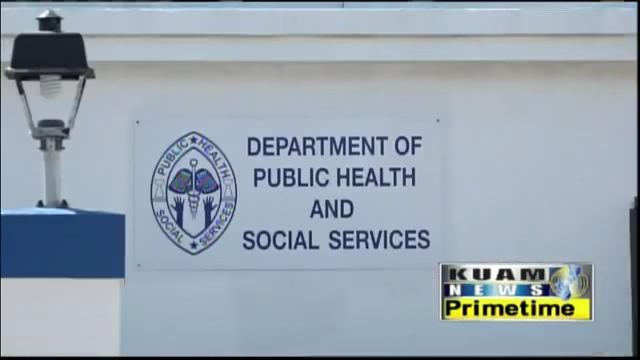 PUBLIC HEALTH
SOCIAL SERVICES
DEPARTMENT OF
PUBLIC HEALTH
AND
SOCIAL SERVICES
KUAM
NEWS
Primetime